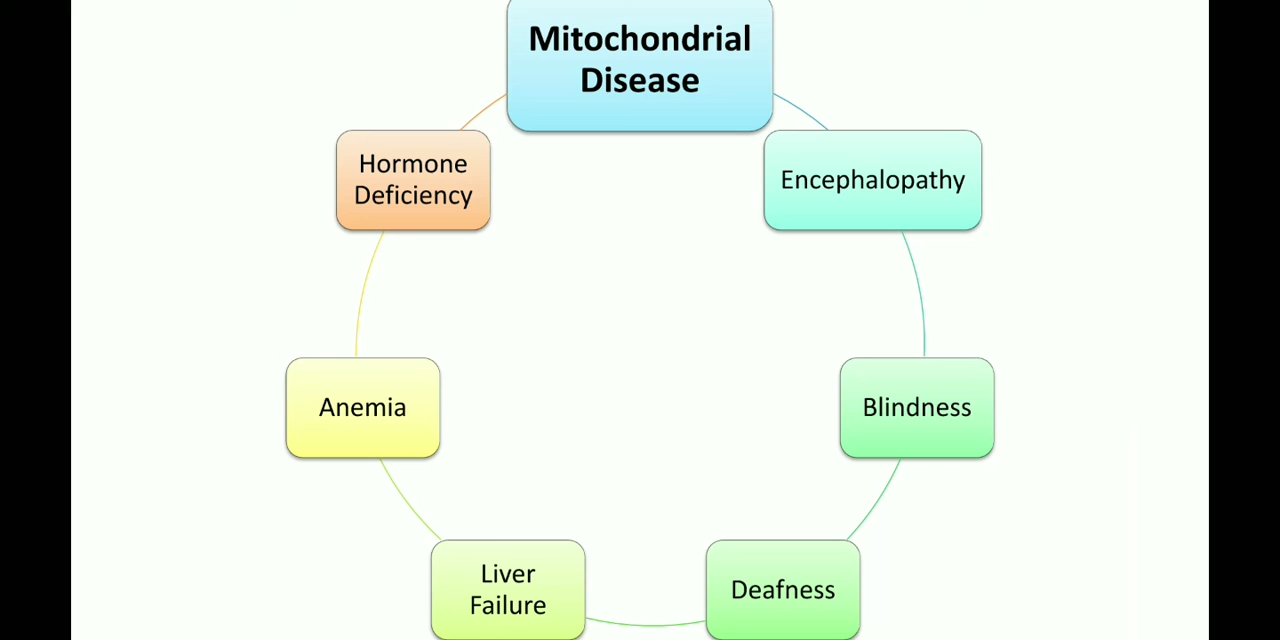 Mitochondrial
Disease
Hormone
Deficiency
Encephalopathy
Anemia
Blindness
Liver
Failure
Deafness